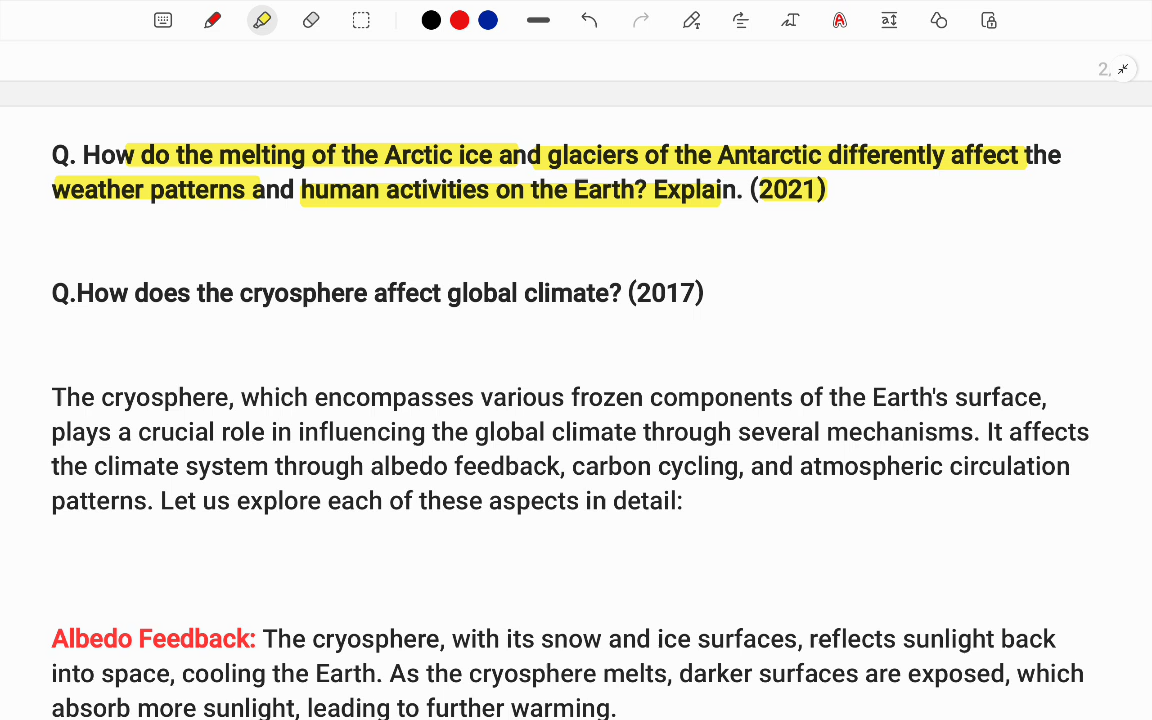 2,
Q. How do the melting of the Arctic ice and glaciers of the Antarctic differently affect the
weather patterns and human activities on the Earth? Explain. (2021)
Q.How does the cryosphere affect global climate? (2017)
The cryosphere, which encompasses various frozen components of the Earth's surface,
plays a crucial role in influencing the global climate through several mechanisms. It affects
the climate system through albedo feedback, carbon cycling, and atmospheric circulation
patterns. Let us explore each of these aspects in detail:
Albedo Feedback: The cryosphere, with its snow and ice surfaces, reflects sunlight back
into space, cooling the Earth. As the cryosphere melts, darker surfaces are exposed, which
absorb more sunlight, leading to further warming.